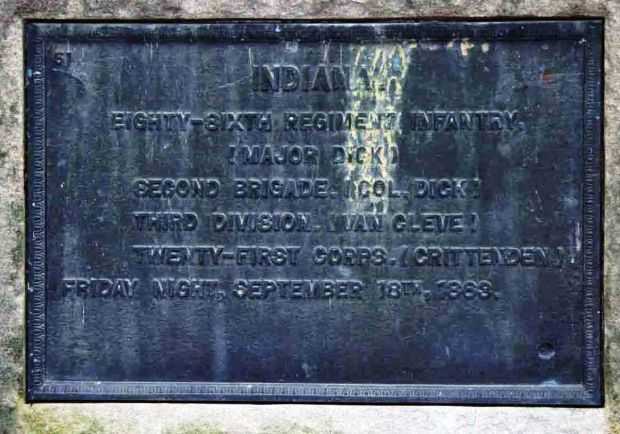 51
INDIANA.
EIGHTY-SIXTH REGIMENT INFANTRY.
(MAJOR DICK)
SECOND BRIGADE. (COL. DICK)
THIRD DIVISION. (VAN CLEVE)
TWENTY-FIRST CORPS. (CRITTENDEN)
FRIDAY NIGHT, SEPTEMBER 18TH, 1863.